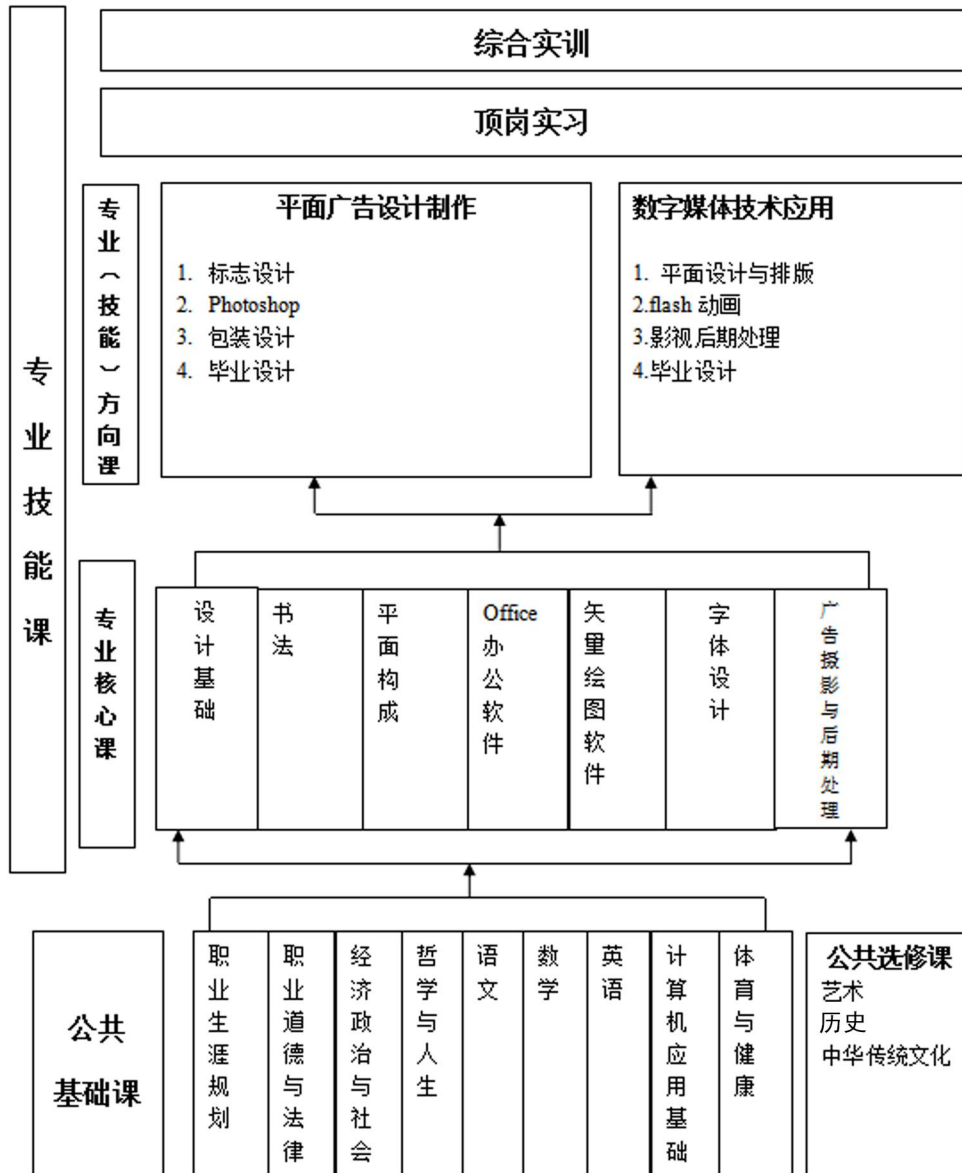 综合实训
顶岗实习
专业技能课
专业（技能）方向课
平面广告设计制作
1. 标志设计
2. Photoshop
3. 包装设计
4. 毕业设计
数字媒体技术应用
1. 平面设计与排版
2.flash 动画
3.影视后期处理
4.毕业设计
专业核心课
设计基础
书法
平面构成
Office
办公软件
矢量绘图软件
字体设计
广告摄影与后期处理
公共
基础课
职业生涯规划
职业道德与法律
经济政治与社会
哲学与人生
语文
数学
英语
计算机应用基础
体育与健康
公共选修课
艺术
历史
中华传统文化